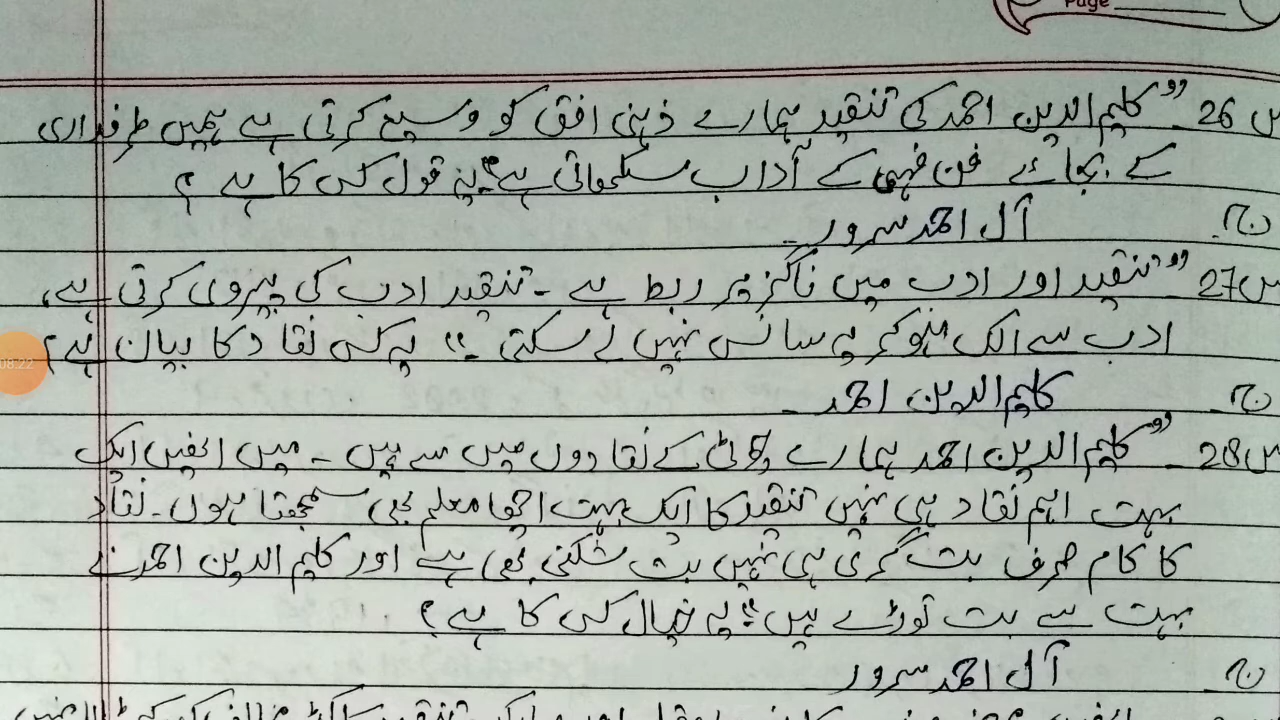 Page
س 26۔ "کلیم الدین احمد کی تنقید ہمارے ذہنی افق کو وسیع کرتی ہے ہمیں طرفداری
کے بجائے فن فہمی کے آداب سکھاتی ہے" یہ قول کس کا ہے؟
ج۔ آل احمد سرور۔
س 27۔ "تنقید اور ادب میں ناگزیر ربط ہے۔ تنقید ادب کی پیروی کرتی ہے،
ادب سے الگ ہوکر یہ سانس نہیں لے سکتی۔" یہ کس نقاد کا بیان ہے؟
08:22
ج۔ کلیم الدین احمد۔
س 28۔ "کلیم الدین احمد ہمارے چوٹی کے نقادوں میں سے ہیں۔ میں انھیں ایک
بہت اہم نقاد ہی نہیں تنقید کا ایک بہت اچھا معلم بھی سمجھتا ہوں۔ نقاد
کا کام صرف بت گری ہی نہیں بت شکنی بھی ہے اور کلیم الدین احمد نے
بہت سے بت توڑے ہیں" یہ خیال کس کا ہے؟
ج۔ آل احمد سرور